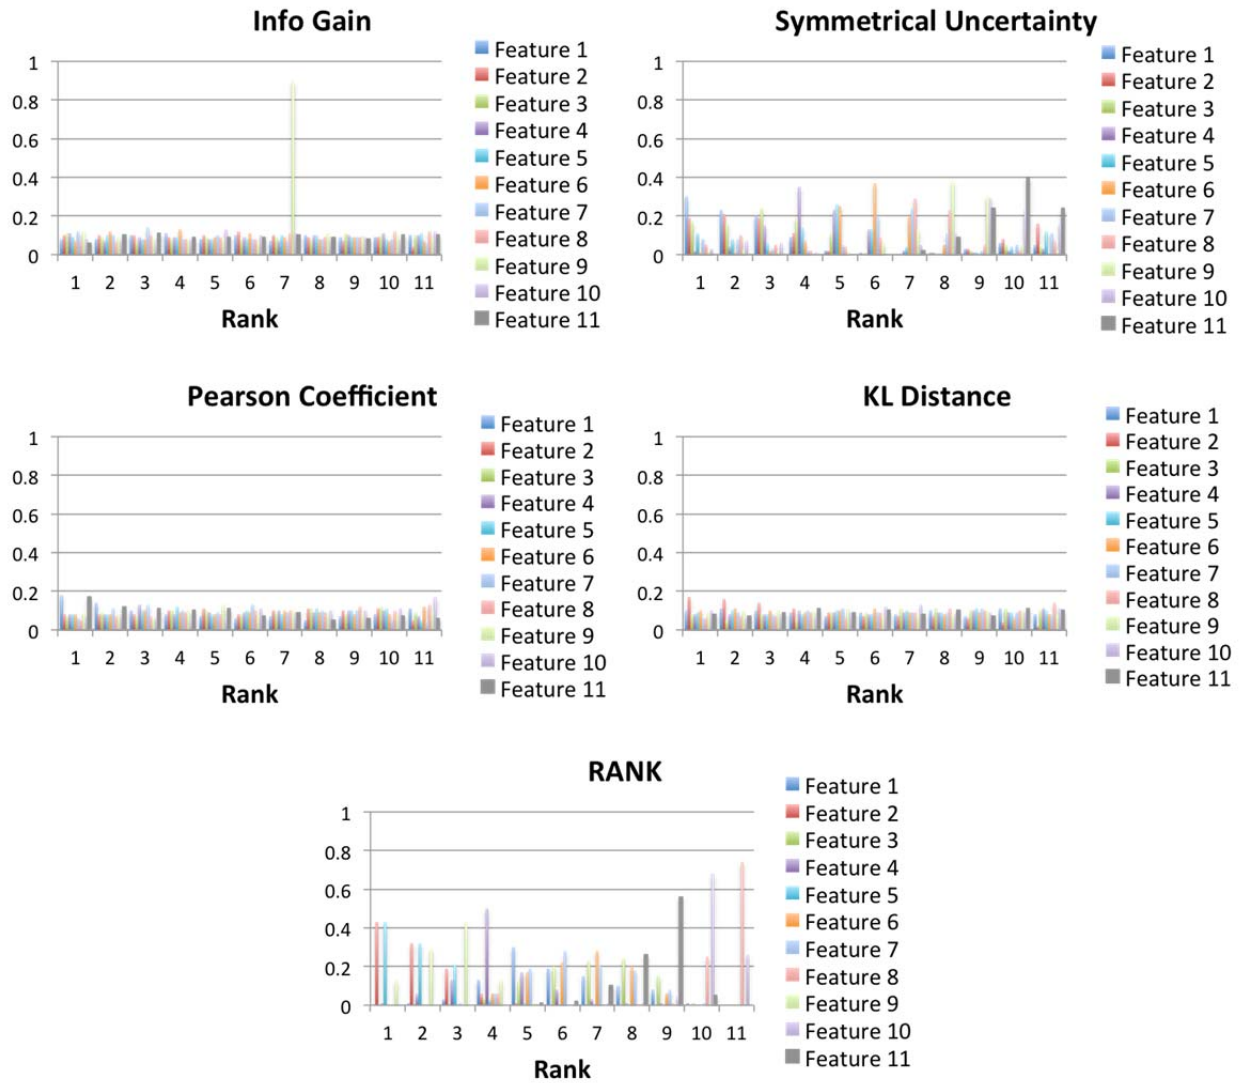 Info Gain
1
0.8
0.6
0.4
0.2
0
1 2 3 4 5 6 7 8 9 10 11
Rank
Feature 1
Feature 2
Feature 3
Feature 4
Feature 5
Feature 6
Feature 7
Feature 8
Feature 9
Feature 10
Feature 11
Symmetrical Uncertainty
1
0.8
0.6
0.4
0.2
0
1 2 3 4 5 6 7 8 9 10 11
Rank
Feature 1
Feature 2
Feature 3
Feature 4
Feature 5
Feature 6
Feature 7
Feature 8
Feature 9
Feature 10
Feature 11
Pearson Coefficient
1
0.8
0.6
0.4
0.2
0
1 2 3 4 5 6 7 8 9 10 11
Rank
Feature 1
Feature 2
Feature 3
Feature 4
Feature 5
Feature 6
Feature 7
Feature 8
Feature 9
Feature 10
Feature 11
KL Distance
1
0.8
0.6
0.4
0.2
0
1 2 3 4 5 6 7 8 9 10 11
Rank
Feature 1
Feature 2
Feature 3
Feature 4
Feature 5
Feature 6
Feature 7
Feature 8
Feature 9
Feature 10
Feature 11
RANK
1
0.8
0.6
0.4
0.2
0
1 2 3 4 5 6 7 8 9 10 11
Rank
Feature 1
Feature 2
Feature 3
Feature 4
Feature 5
Feature 6
Feature 7
Feature 8
Feature 9
Feature 10
Feature 11